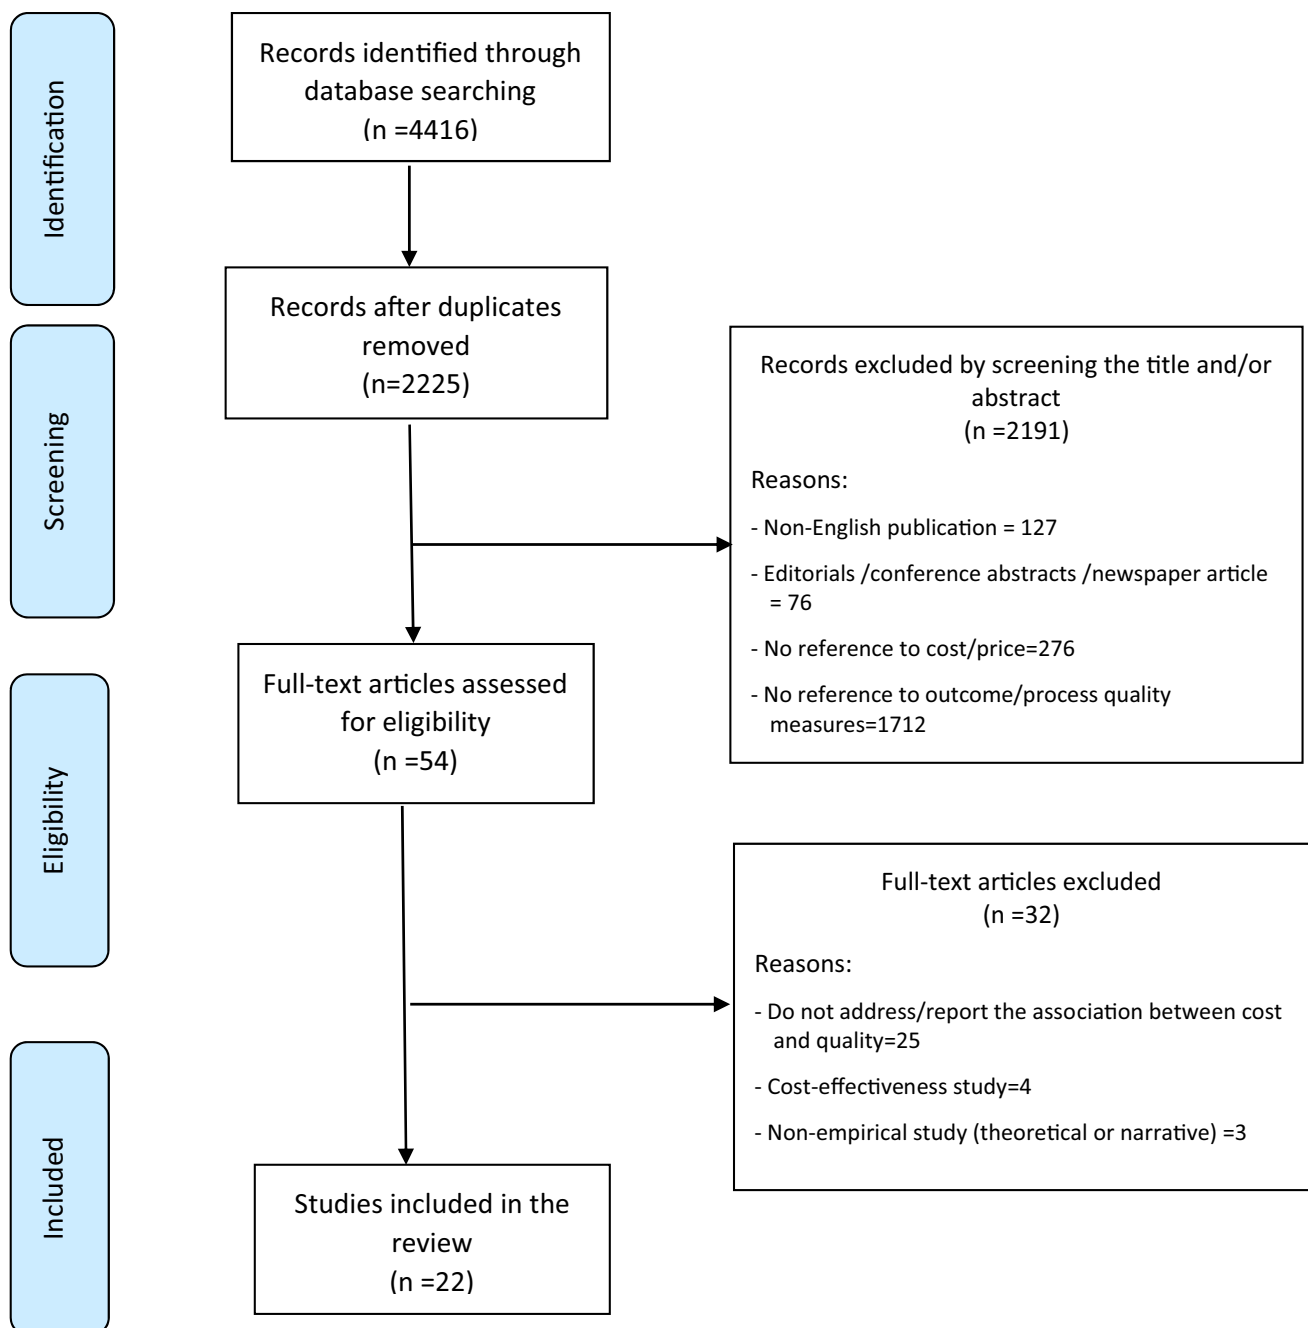 Identification
Records identified through
database searching
(n =4416)
Records after duplicates
removed
(n=2225)
Screening
Records excluded by screening the title and/or
abstract
(n =2191)
Reasons:
- Non-English publication = 127
- Editorials /conference abstracts /newspaper article
= 76
- No reference to cost/price=276
- No reference to outcome/process quality
measures=1712
Eligibility
Full-text articles assessed
for eligibility
(n =54)
Full-text articles excluded
(n =32)
Reasons:
- Do not address/report the association between cost
and quality=25
- Cost-effectiveness study=4
- Non-empirical study (theoretical or narrative) =3
Included
Studies included in the
review
(n =22)